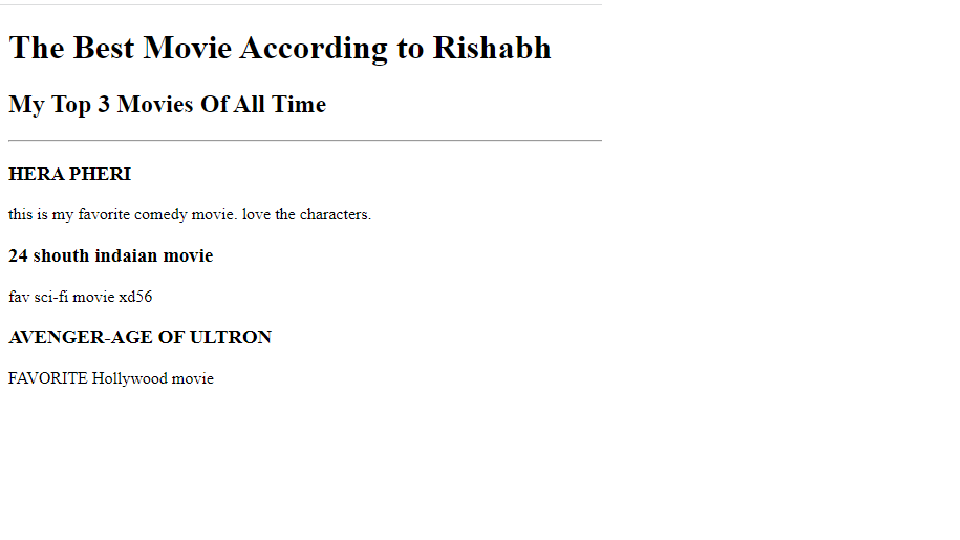 The Best Movie According to Rishabh
My Top 3 Movies Of All Time
HERA PHERI
this is my favorite comedy movie. love the characters.
24 shouth indaian movie
fav sci-fi movie xd56
AVENGER-AGE OF ULTRON
FAVORITE Hollywood movie